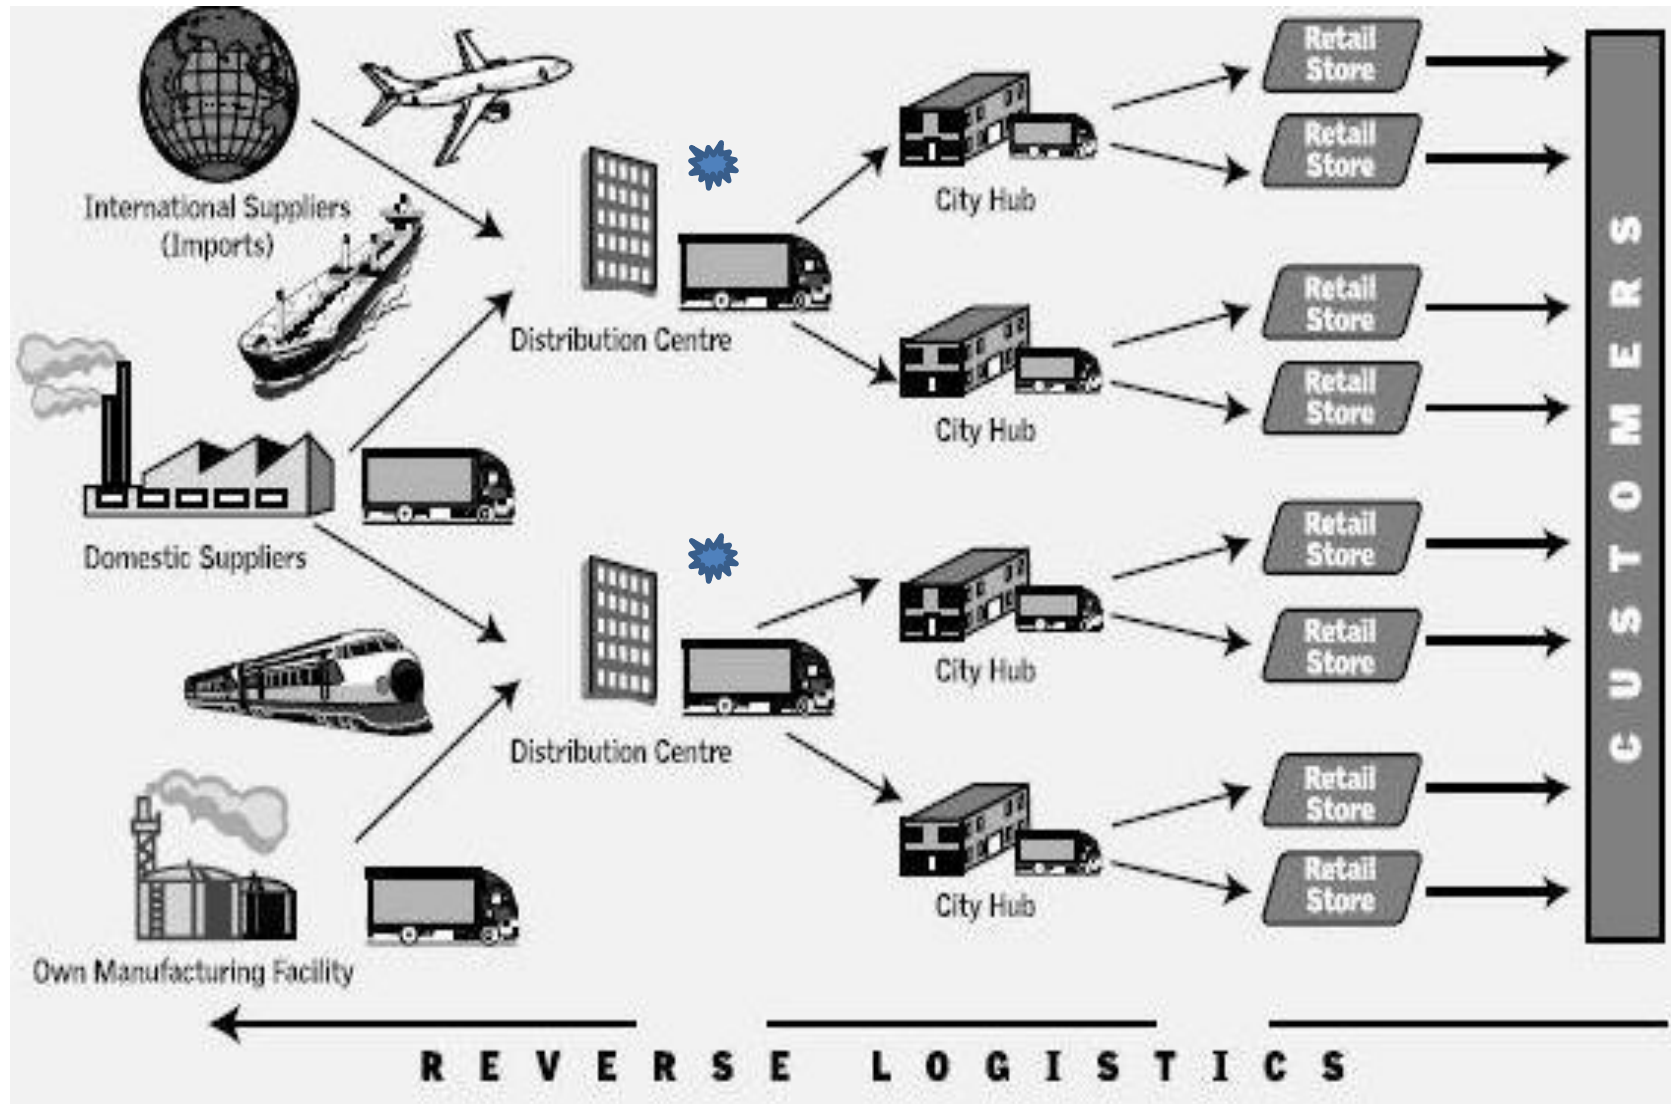 International Suppliers
(Imports)
Domestic Suppliers
Own Manufacturing Facility
Distribution Centre
Distribution Centre
City Hub
City Hub
City Hub
City Hub
Retail
Store
Retail
Store
Retail
Store
Retail
Store
Retail
Store
Retail
Store
Retail
Store
Retail
Store
CUSTOMERS
REVERSE LOGISTICS